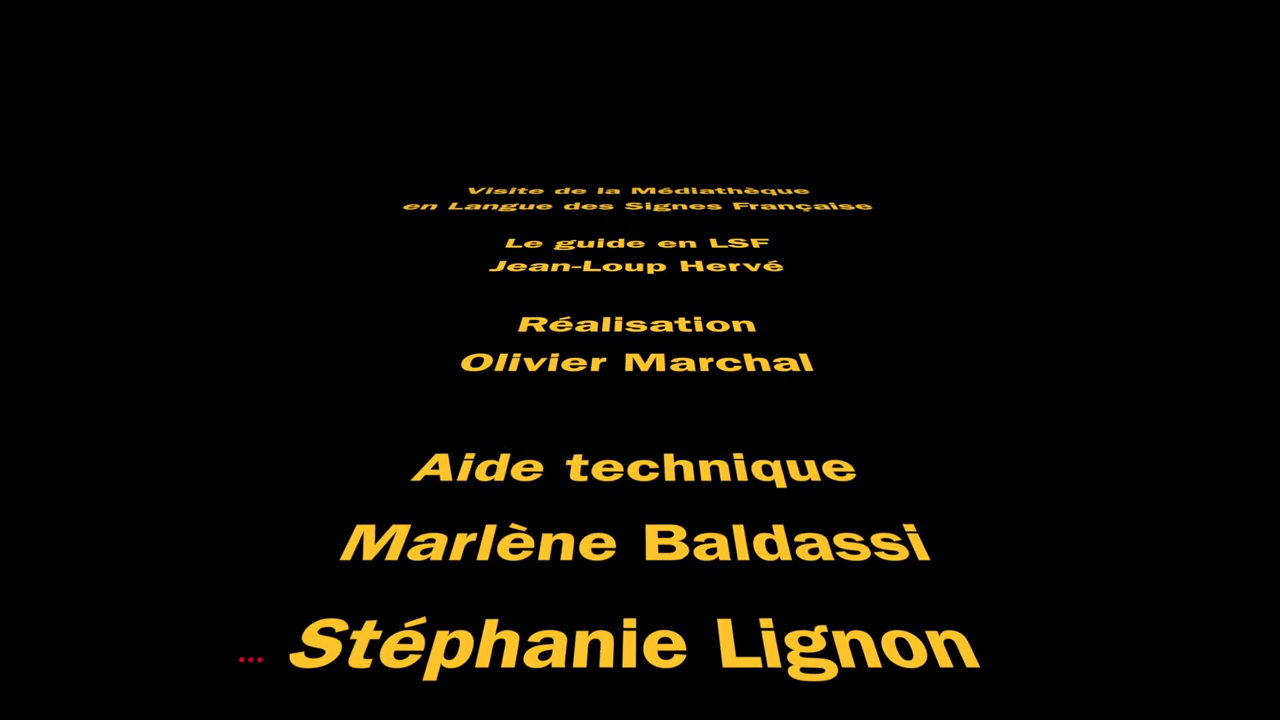 Visite de la Médiathèque
en Langue des Signes Française
Le guide en LSF
Jean-Loup Hervé
Réalisation
Olivier Marchal
Aide technique
Marlène Baldassi
... Stéphanie Lignon